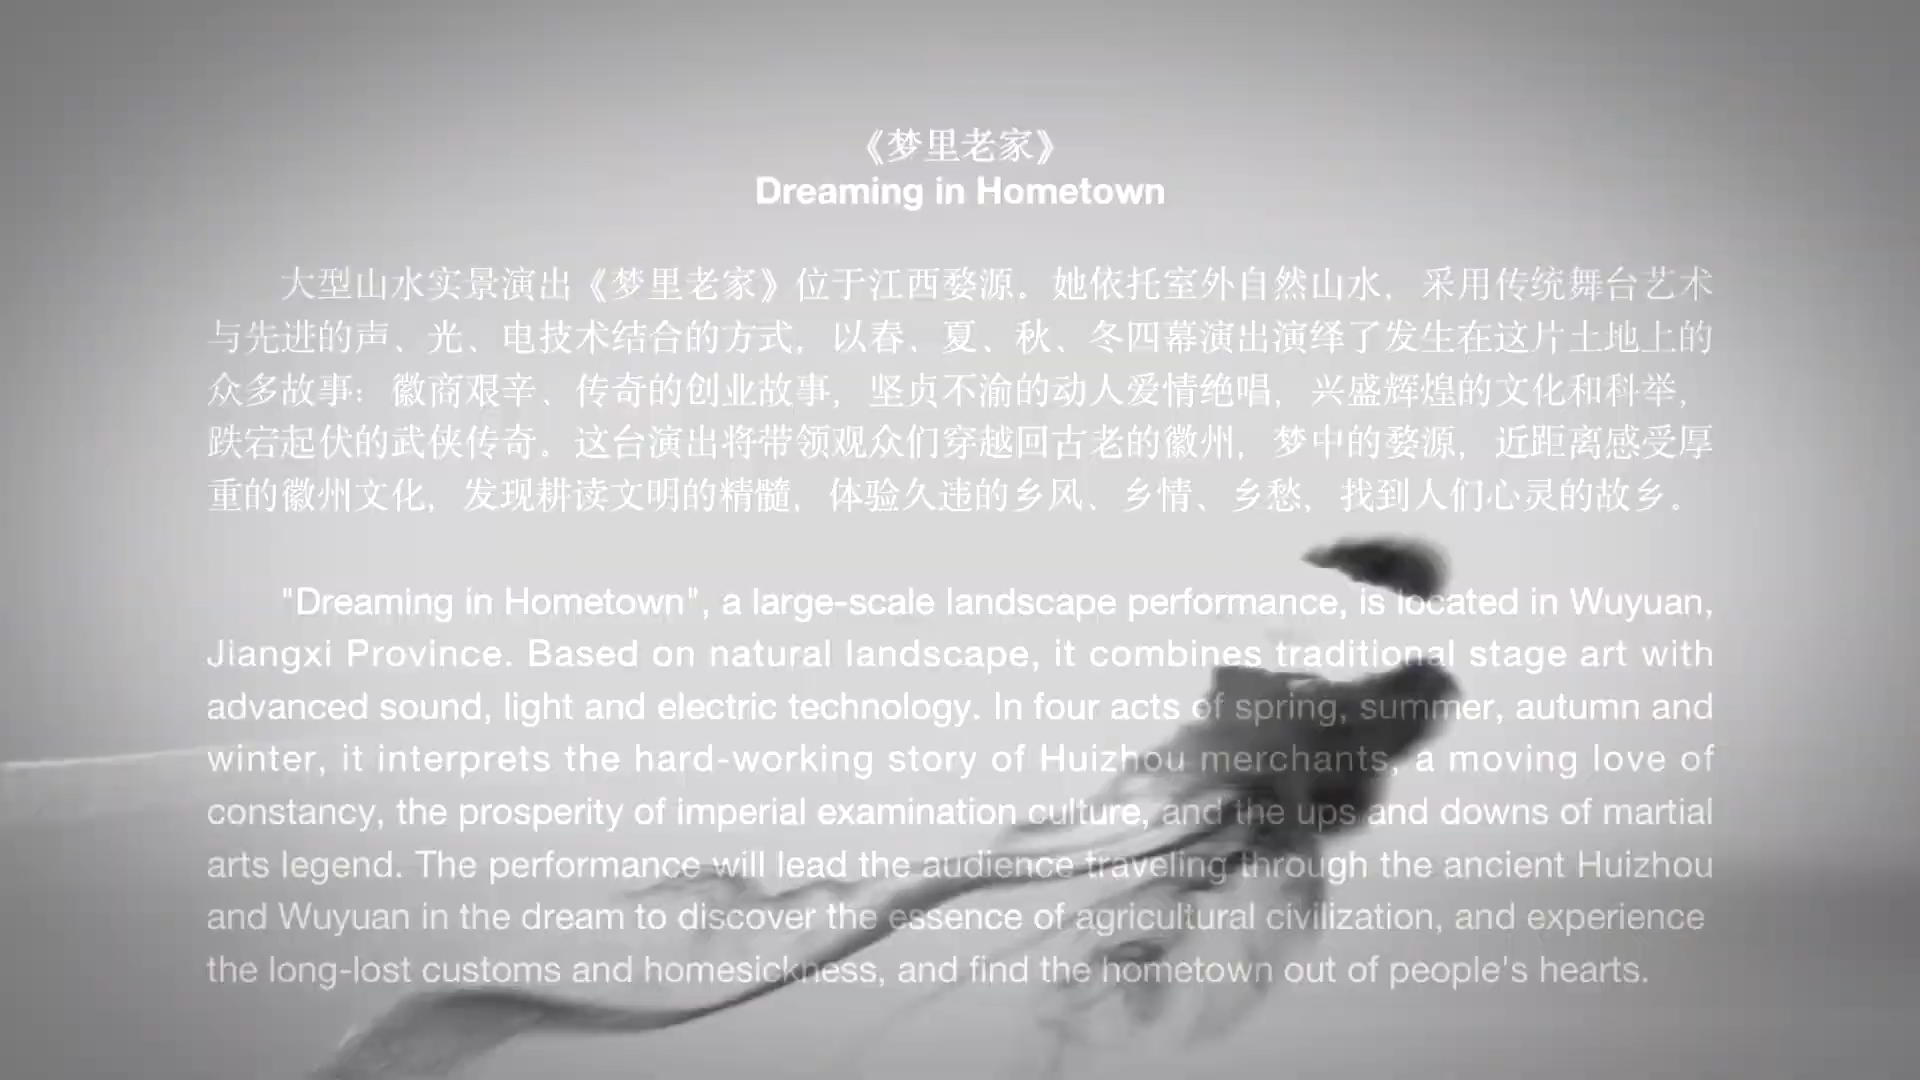 《梦里老家》
Dreaming in Hometown
大型山水实景演出《梦里老家》位于江西婺源。她依托室外自然山水，采用传统舞台艺术
与先进的声、光、电技术结合的方式，以春、夏、秋、冬四幕演出演绎了发生在这片土地上的
众多故事：徽商艰辛、传奇的创业故事，坚贞不渝的动人爱情绝唱，兴盛辉煌的文化和科举，
跌宕起伏的武侠传奇。这台演出将带领观众们穿越回古老的徽州，梦中的婺源，近距离感受厚
重的徽州文化，发现耕读文明的精髓，体验久违的乡风、乡情、乡愁，找到人们心灵的故乡。
"Dreaming in Hometown", a large-scale landscape performance, is located in Wuyuan,
Jiangxi Province. Based on natural landscape, it combines traditional stage art with
advanced sound, light and electric technology. In four acts of spring, summer, autumn and
winter, it interprets the hard-working story of Huizhou merchants, a moving love of
constancy, the prosperity of imperial examination culture, and the ups and downs of martial
arts legend. The performance will lead the audience traveling through the ancient Huizhou
and Wuyuan in the dream to discover the essence of agricultural civilization, and experience
the long-lost customs and homesickness, and find the hometown out of people's hearts.